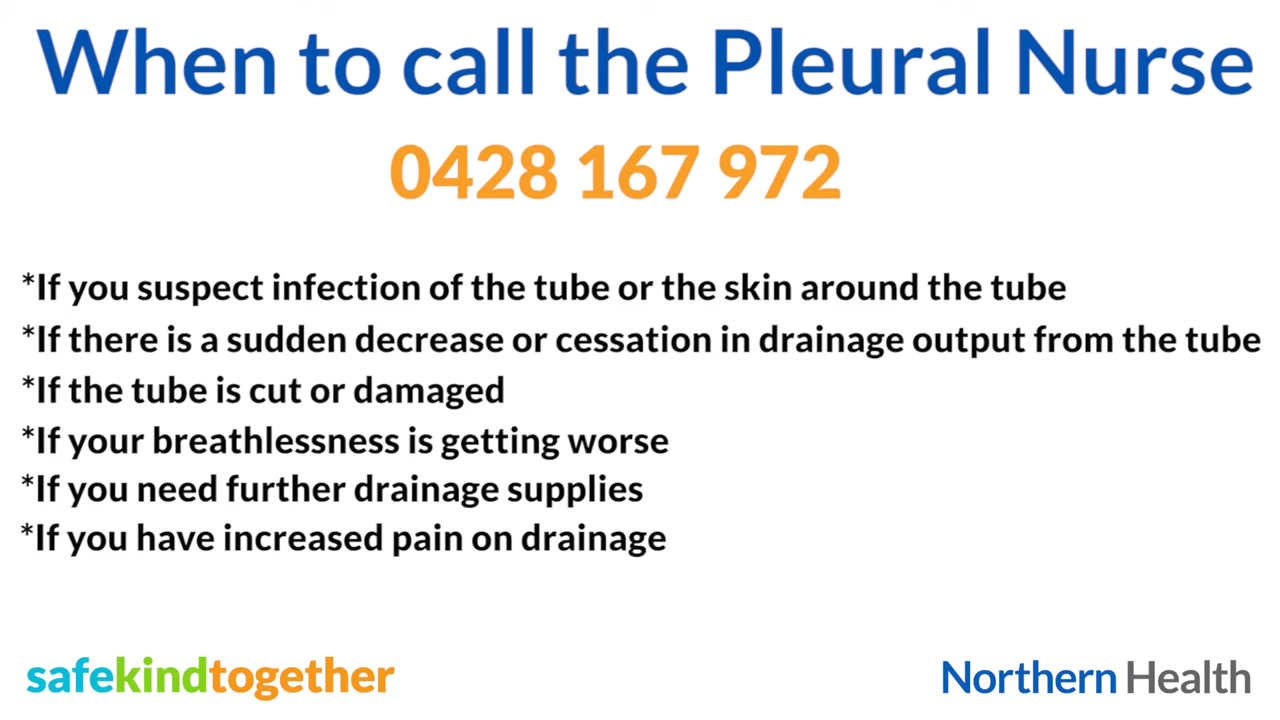 When to call the Pleural Nurse
0428 167 972
*If you suspect infection of the tube or the skin around the tube
*If there is a sudden decrease or cessation in drainage output from the tube
*If the tube is cut or damaged
*If your breathlessness is getting worse
*If you need further drainage supplies
*If you have increased pain on drainage
safekindtogether
Northern Health